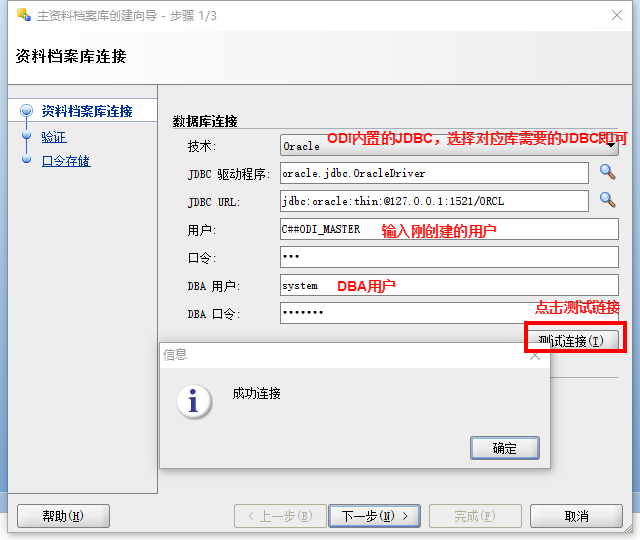 主资料档案库创建向导 - 步骤 1/3
资料档案库连接
资料档案库连接
验证
口令存储
数据库连接
ODI内置的JDBC，选择对应库需要的JDBC即可
技术: Oracle
JDBC 驱动程序: oracle.jdbc.OracleDriver
JDBC URL: jdbc:oracle:thin:@127.0.0.1:1521/ORCL
用户: C##ODI_MASTER 输入刚创建的用户
口令: •••
DBA 用户: system DBA用户
点击测试链接
DBA 口令: •••••••
测试连接(T)
信息
成功连接
确定
帮助(H)
< 上一步(B)
下一步(N) >
完成(F)
取消